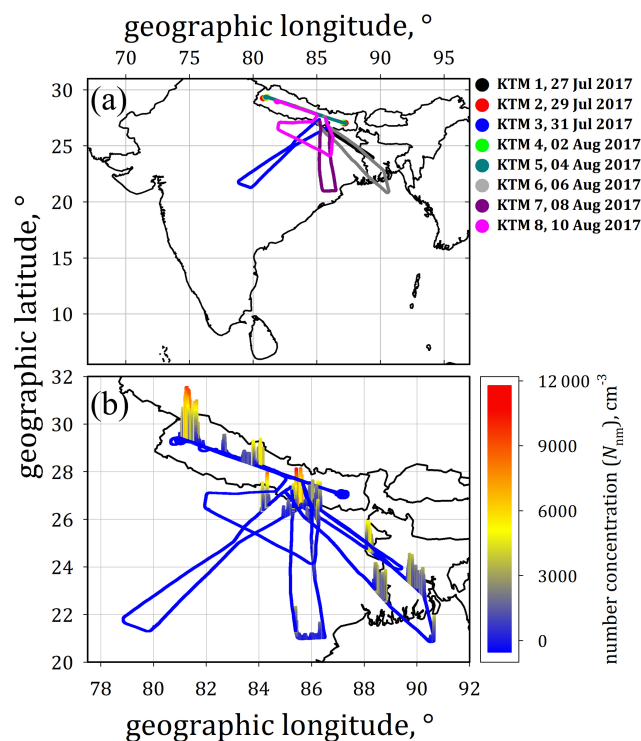 geographic longitude, °
70 75 80 85 90 95
(a)
30
25
20
15
10
KTM 1, 27 Jul 2017
KTM 2, 29 Jul 2017
KTM 3, 31 Jul 2017
KTM 4, 02 Aug 2017
KTM 5, 04 Aug 2017
KTM 6, 06 Aug 2017
KTM 7, 08 Aug 2017
KTM 8, 10 Aug 2017
geographic latitude, °
(b)
32
30
28
26
24
22
20
78 80 82 84 86 88 90 92
geographic longitude, °
12 000
9000
6000
3000
0
number concentration (Nnm), cm-3